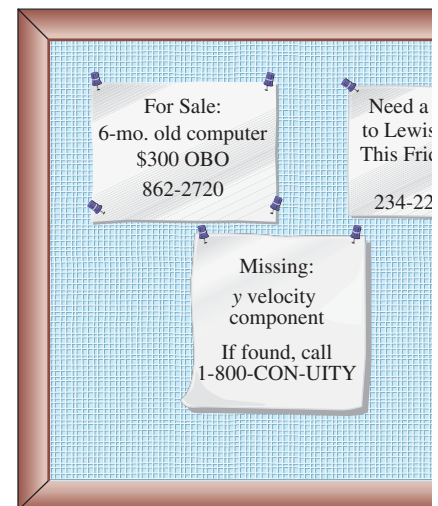 For Sale:
6-mo. old computer
$300 OBO
862-2720
Need a
to Lewis
This Frid
234-22
Missing:
y velocity
component
If found, call
1-800-CON-UITY